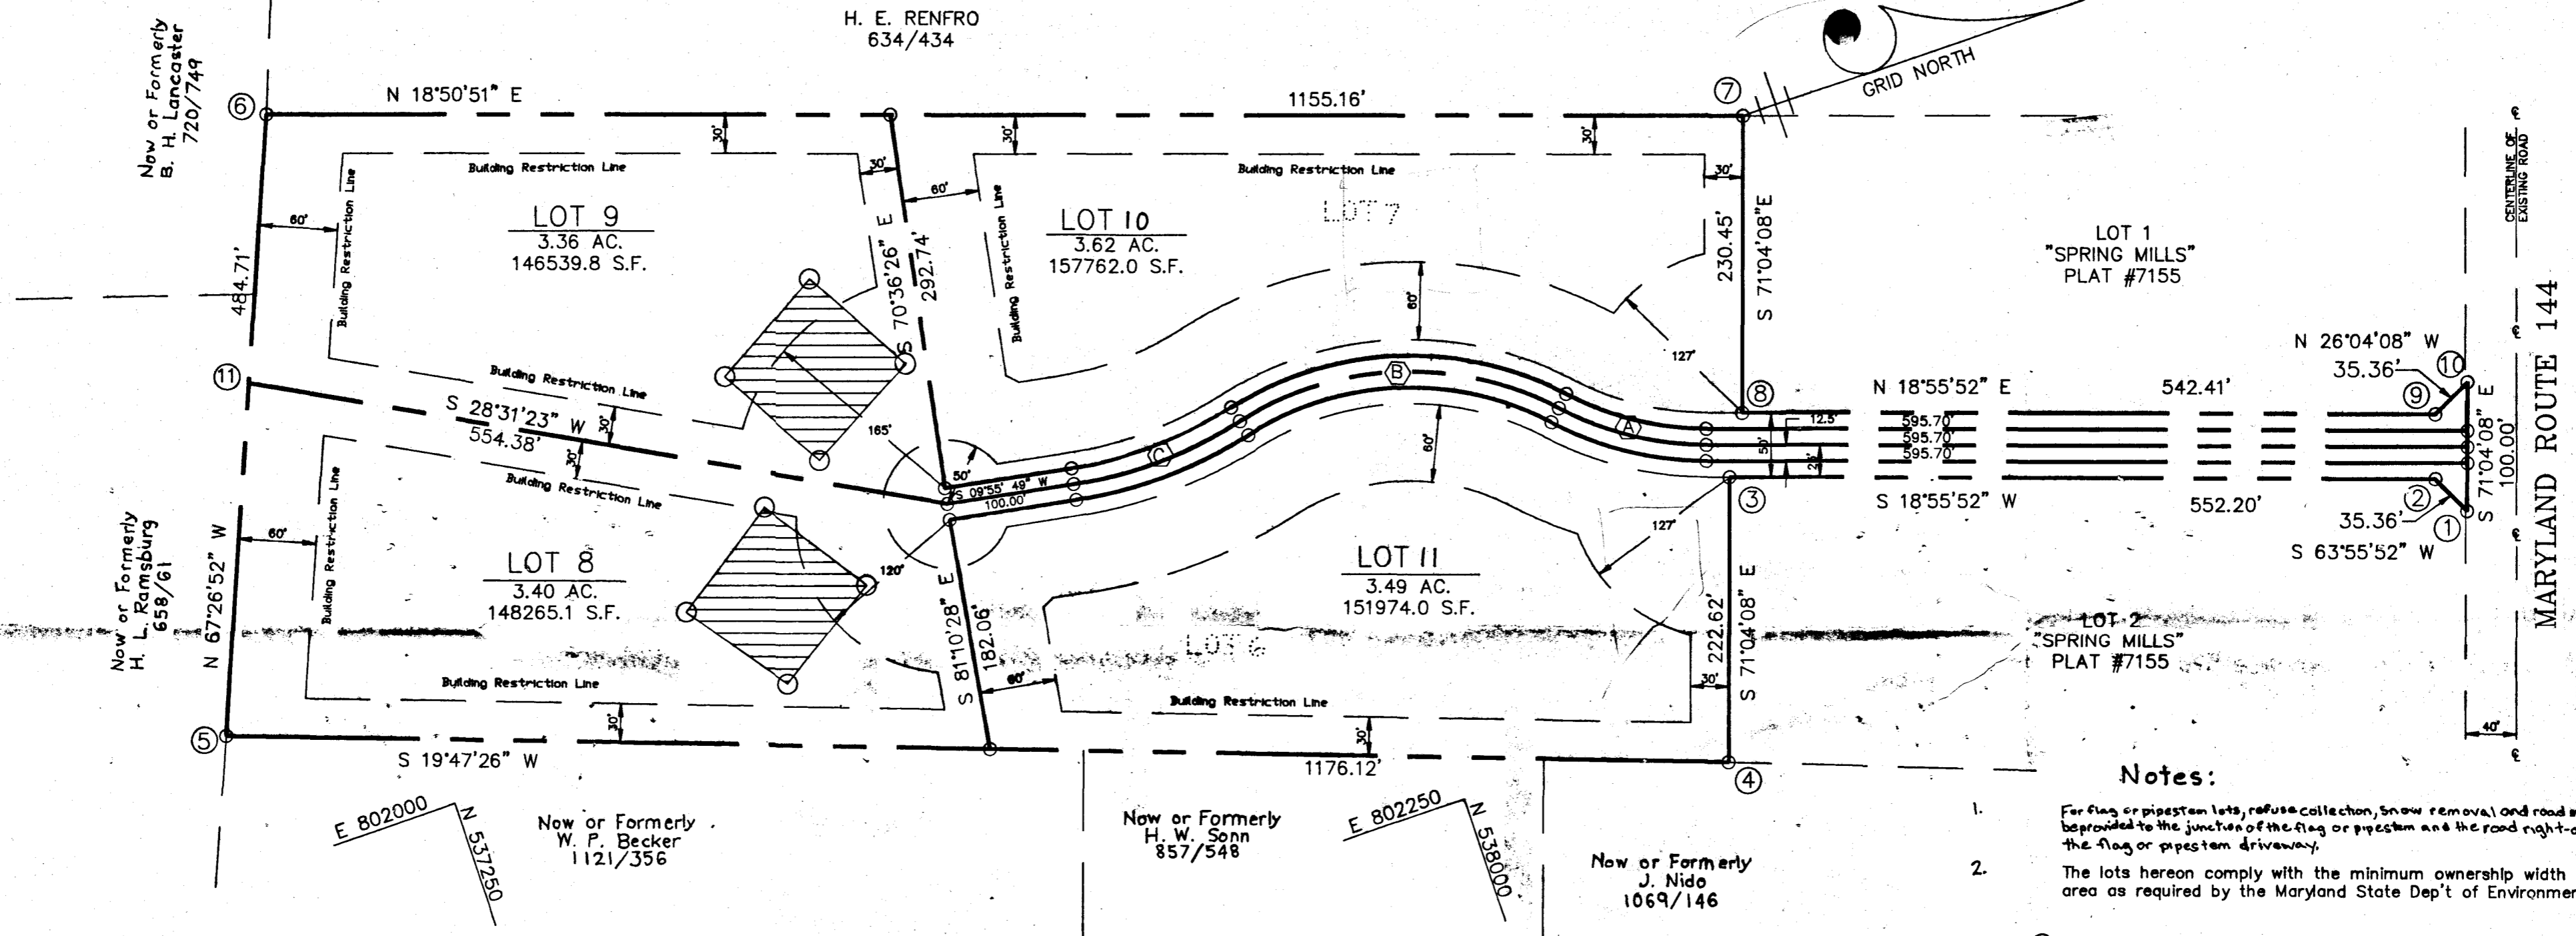 H. E. RENFRO
634/434
Now or Formerly
B. H. Lancaster
720/749
GRID NORTH
6
N 18°50'51" E
1155.16'
7
30'
30'
30'
30'
30'
Building Restriction Line
Building Restriction Line
60'
60'
Building Restriction Line
Building Restriction Line
LOT 9
3.36 AC.
146539.8 S.F.
LOT 10
3.62 AC.
157762.0 S.F.
LOT 7
S 70°36'26" E
292.74'
230.45'
S 71°04'08"E
LOT 1
"SPRING MILLS"
PLAT #7155
CENTERLINE OF
EXISTING ROAD
MARYLAND ROUTE 144
484.71'
60'
127'
N 26°04'08" W
35.36'
10
9
11
Building Restriction Line
S 28°31'23" W
554.38'
30'
30'
Building Restriction Line
165'
50'
S 09°55' 49" W
100.00'
C
B
A
8
N 18°55'52" E
542.41'
12.5'
50'
25'
595.70'
595.70'
595.70'
3
S 18°55'52" W
552.20'
2
1
35.36'
S 63°55'52" W
S 71°04'08" E
100.00'
60'
Now or Formerly
H. L. Ramsburg
658/61
N 67°26'52" W
60'
Building Restriction Line
LOT 8
3.40 AC.
148265.1 S.F.
120'
S 81°10'28" E
182.06'
60'
LOT 6
LOT 11
3.49 AC.
151974.0 S.F.
127'
222.62'
S 71°04'08" E
30'
LOT 2
"SPRING MILLS"
PLAT #7155
Building Restriction Line
Building Restriction Line
40'
5
30'
30'
S 19°47'26" W
1176.12'
4
E 802000
N 537250
Now or Formerly
W. P. Becker
1121/356
Now or Formerly
H. W. Sonn
857/548
E 802250
N 538000
Now or Formerly
J. Nido
1069/146
Notes:
1. For flag or pipestem lots, refuse collection, snow removal and road
be provided to the junction of the flag or pipestem and the road right-
the flag or pipestem driveway.
2. The lots hereon comply with the minimum ownership width
area as required by the Maryland State Dep't of Environmen